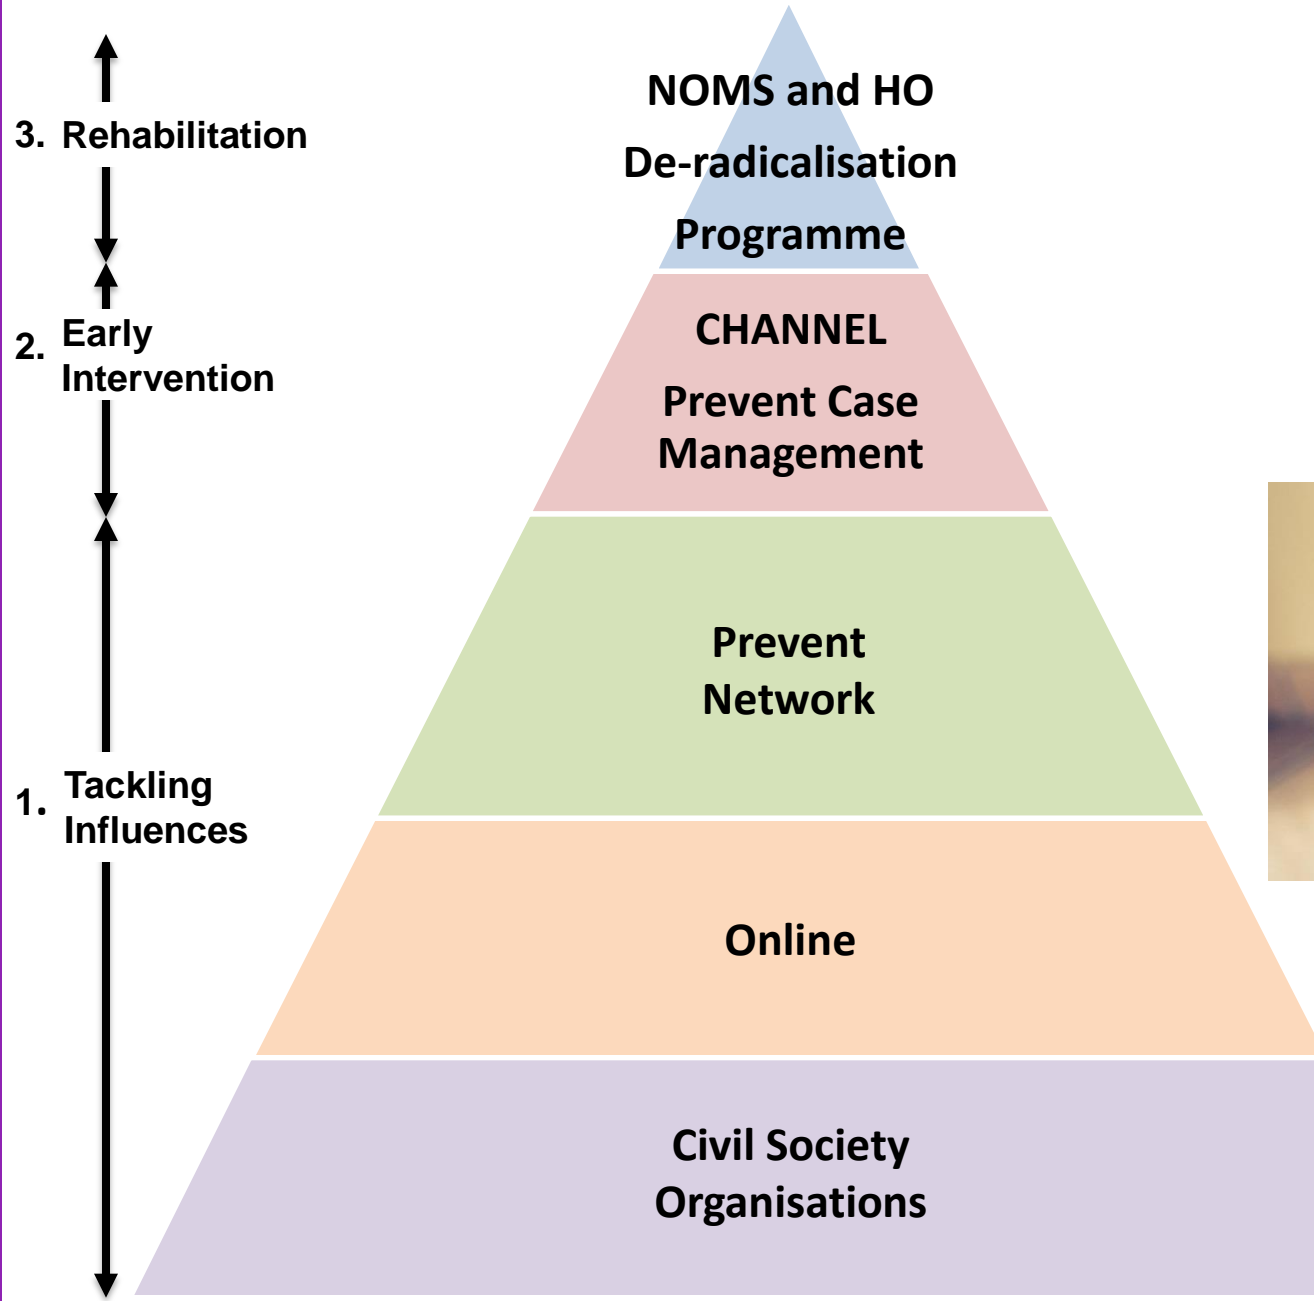 3. Rehabilitation
NOMS and HO
De-radicalisation
Programme
2. Early
Intervention
CHANNEL
Prevent Case
Management
1. Tackling
Influences
Prevent
Network
Online
Civil Society
Organisations